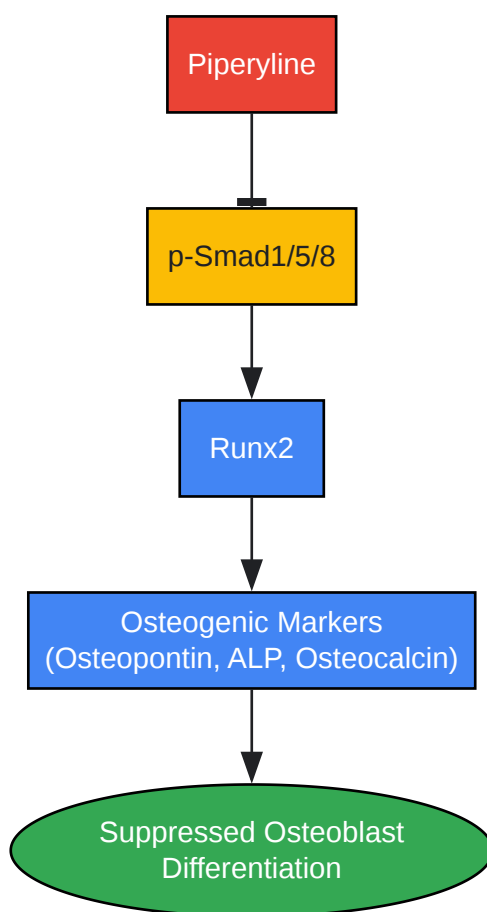 Piperyline
p-Smad1/5/8
Runx2
Osteogenic Markers
(Osteopontin, ALP, Osteocalcin)
Suppressed Osteoblast
Differentiation